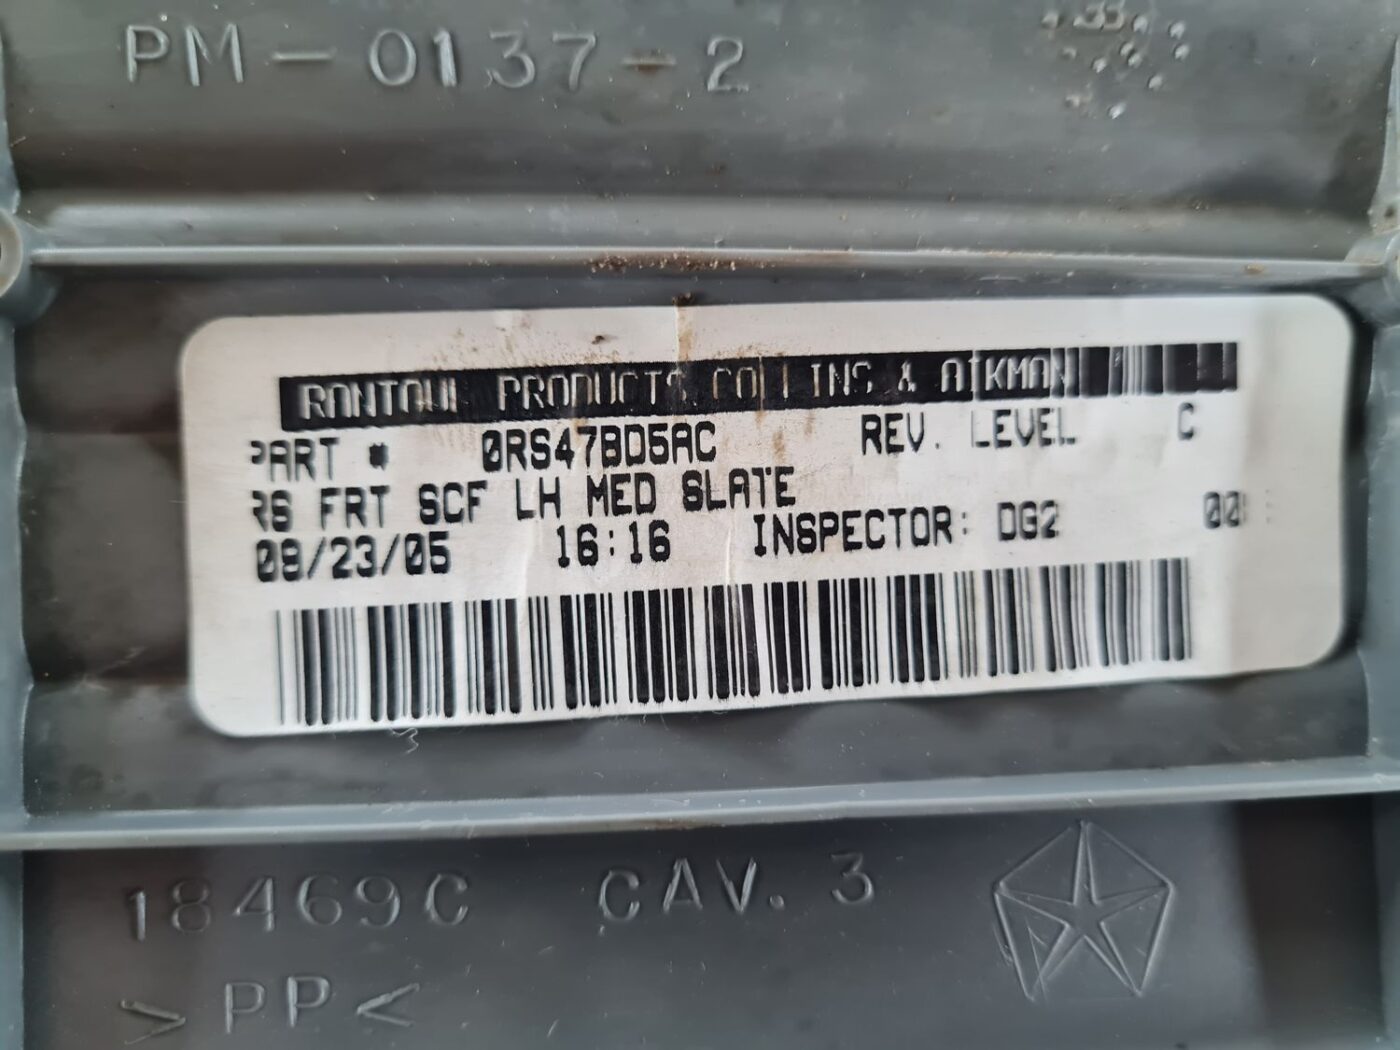 PM-0137-2
RANTOUL PRODUCTS COLLINS & AIKMAN
PART # 0RS47BD5AC REV. LEVEL C
RS FRT SCF LH MED SLATE
08/23/05 16:16 INSPECTOR: DG2
18469C CAV. 3
>PP<